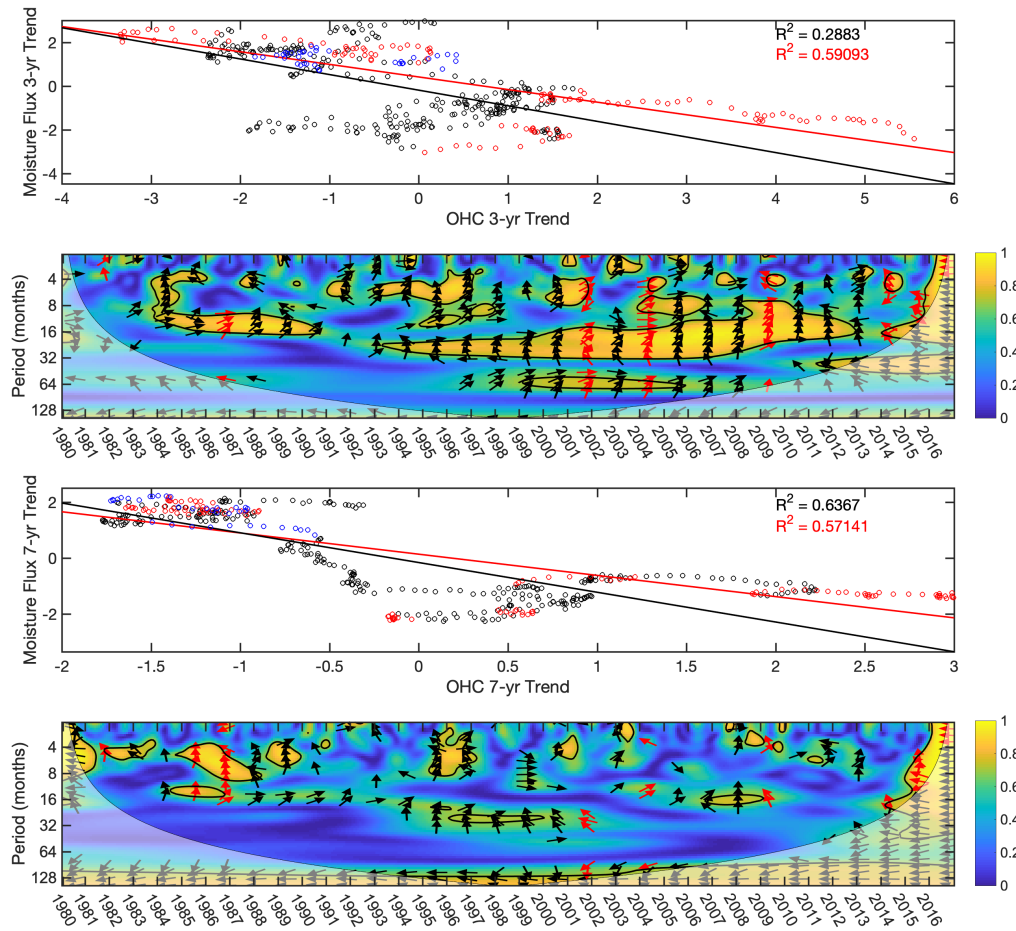 Moisture Flux 3-yr Trend
2
0
-2
-4
R² = 0.2883
R² = 0.59093
-4 -3 -2 -1 0 1 2 3 4 5 6
OHC 3-yr Trend
Period (months)
4
8
16
32
64
128
1
0.8
0.6
0.4
0.2
0
1980 1981 1982 1983 1984 1985 1986 1987 1988 1989 1990 1991 1992 1993 1994 1995 1996 1997 1998 1999 2000 2001 2002 2003 2004 2005 2006 2007 2008 2009 2010 2011 2012 2013 2014 2015 2016
Moisture Flux 7-yr Trend
2
0
-2
R² = 0.6367
R² = 0.57141
-2 -1.5 -1 -0.5 0 0.5 1 1.5 2 2.5 3
OHC 7-yr Trend
Period (months)
4
8
16
32
64
128
1
0.8
0.6
0.4
0.2
0
1980 1981 1982 1983 1984 1985 1986 1987 1988 1989 1990 1991 1992 1993 1994 1995 1996 1997 1998 1999 2000 2001 2002 2003 2004 2005 2006 2007 2008 2009 2010 2011 2012 2013 2014 2015 2016